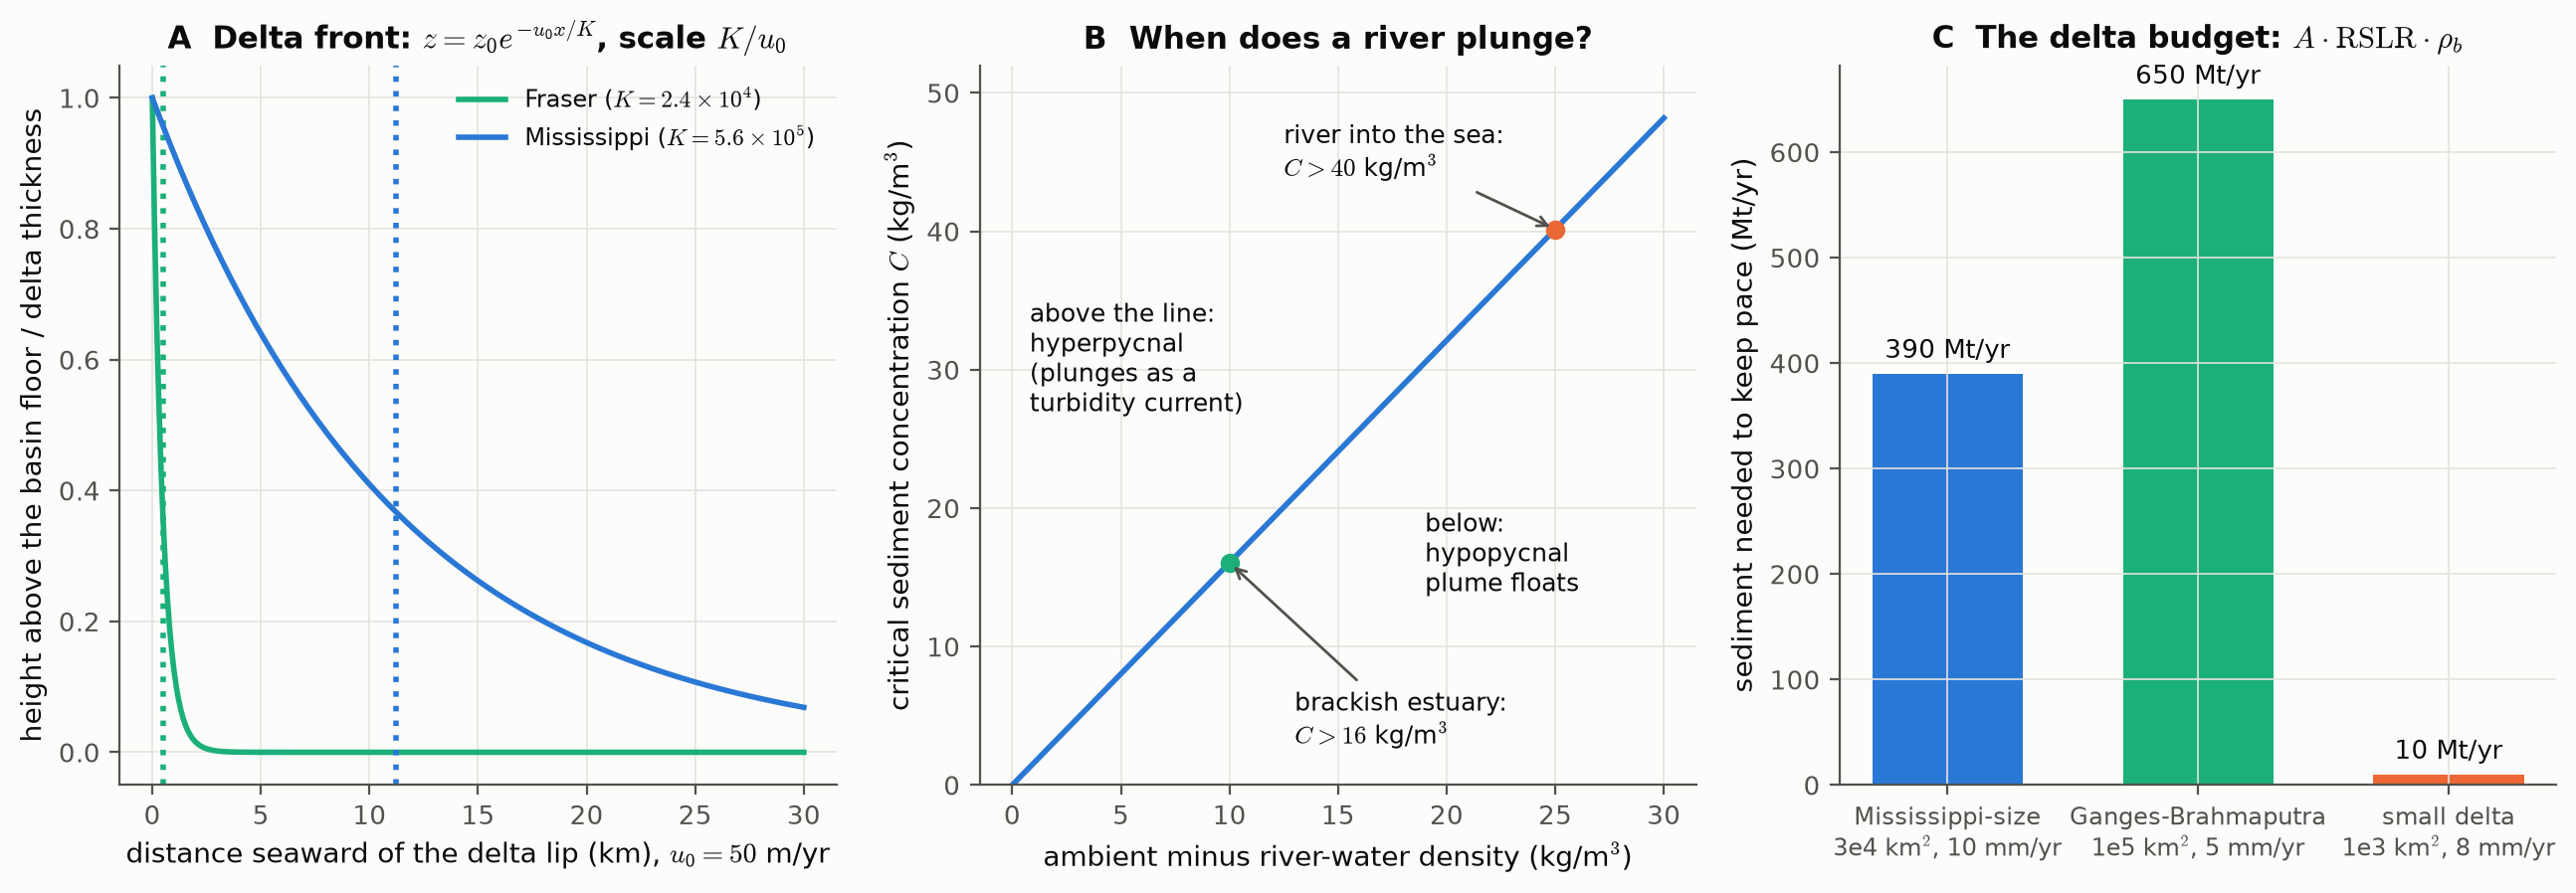 A Delta front: z = z₀e^(−u₀x/K), scale K/u₀
height above the basin floor / delta thickness
1.0
0.8
0.6
0.4
0.2
0.0
Fraser (K = 2.4 × 10⁴)
Mississippi (K = 5.6 × 10⁵)
0 5 10 15 20 25 30
distance seaward of the delta lip (km), u₀ = 50 m/yr
B When does a river plunge?
critical sediment concentration C (kg/m³)
50
40
30
20
10
0
river into the sea:
C > 40 kg/m³
above the line:
hyperpycnal
(plunges as a
turbidity current)
below:
hypopycnal
plume floats
brackish estuary:
C > 16 kg/m³
0 5 10 15 20 25 30
ambient minus river-water density (kg/m³)
C The delta budget: A · RSLR · ρ_b
sediment needed to keep pace (Mt/yr)
600
500
400
300
200
100
0
390 Mt/yr
650 Mt/yr
10 Mt/yr
Mississippi-size
3e4 km², 10 mm/yr
Ganges-Brahmaputra
1e5 km², 5 mm/yr
small delta
1e3 km², 8 mm/yr